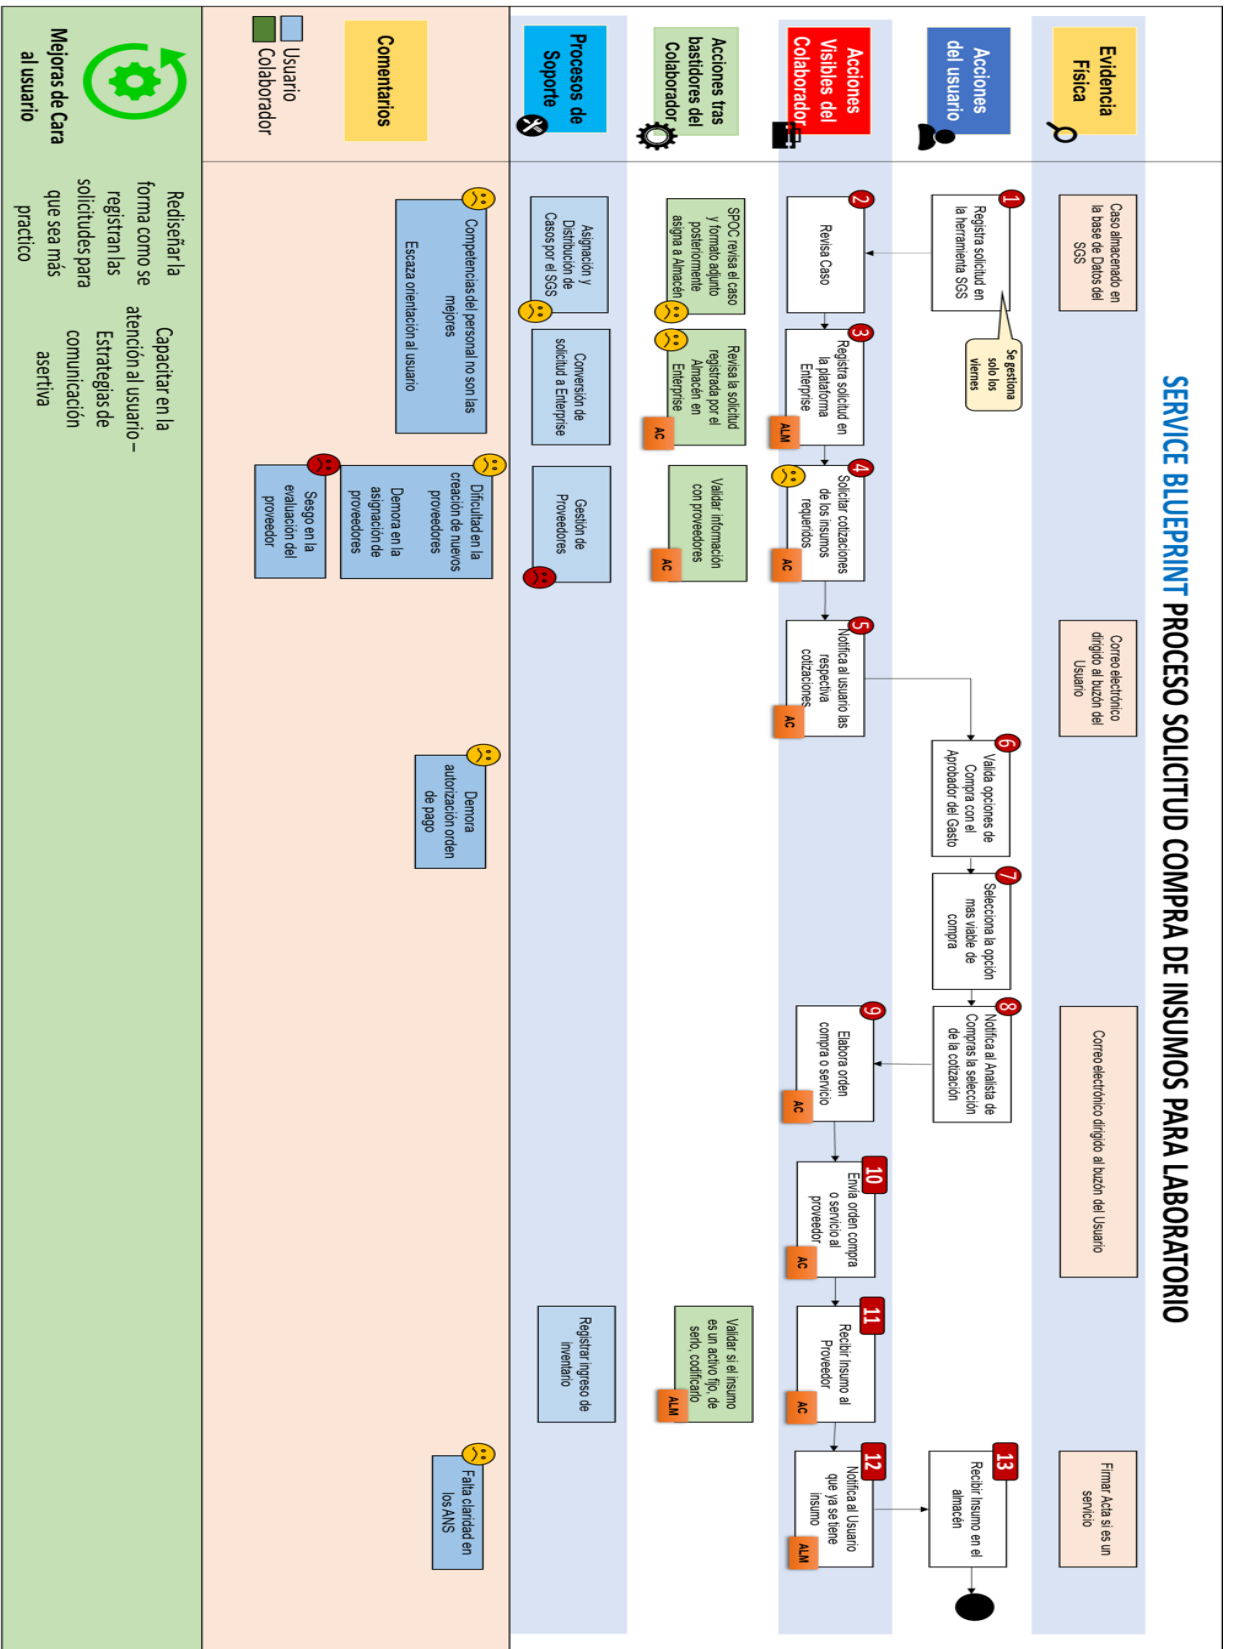 SERVICE BLUEPRINT PROCESO SOLICITUD COMPRA DE INSUMOS PARA LABORATORIO
Evidencia
Física
Caso almacenado en
la base de Datos del
SGS
Correo electrónico
dirigido al buzón del
Usuario
Correo electrónico dirigido al buzón del Usuario
Firmar Acta si es un
servicio
Acciones
del usuario
1
Registra solicitud en
la herramienta SGS
Se gestiona
solo los
viernes
6
Valida opciones de
Compra con el
Aprobador del Gasto
7
Selecciona la opción
mas viable de
compra
8
Notifica al Analista de
Compras la selección
de la cotización
13
Recibir Insumo en el
almacén
Acciones
Visibles del
Colaborador
2
Revisa Caso
3
Registra solicitud en
la plataforma
Enterprise
ALM
4
Solicitar cotizaciones
de los insumos
requeridos
AC
5
Notifica al usuario las
respectiva
cotizaciones
AC
9
Elabora orden
compra o servicio
AC
10
Envía orden compra
o servicio al
proveedor
AC
11
Recibir Insumo al
Proveedor
AC
12
Notifica al Usuario
que ya se tiene
insumo
ALM
Acciones tras
bastidores del
Colaborador
SPOC revisa el caso
y formato adjunto
posteriormente
asigna a Almacén
Revisa la solicitud
registrada por el
Almacén en
Enterprise
AC
Validar información
con proveedores
AC
Validar si el insumo
es un activo fijo, de
serlo, codificarlo
ALM
Procesos de
Soporte
Asignación y
Distribución de
Casos por el SGS
Conversión de
solicitud a Enterprise
Gestión de
Proveedores
Registrar ingreso de
inventario
Comentarios
Usuario
Colaborador
Competencias del personal no son las
mejores
Escaza orientación al usuario
Dificultad en la
creación de nuevos
proveedores
Demora en la
asignación de
proveedores
Sesgo en la
evaluación del
proveedor
Demora
autorización orden
de pago
Falta claridad en
los ANS
Mejoras de Cara
al usuario
Rediseñar la
forma como se
registran las
solicitudes para
que sea más
practico
Capacitar en la
atención al usuario –
Estrategias de
comunicación
asertiva